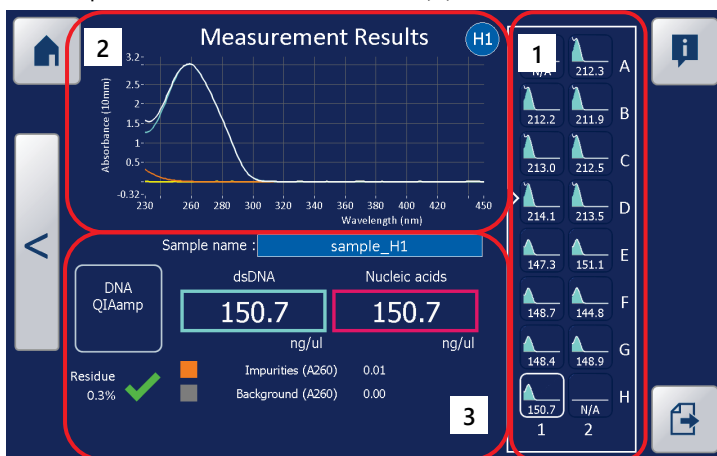 2
Measurement Results
H1
Absorbance (10mm)
3.2
2.5
2
1.5
1
0.5
-0.32
230 260 280 300 320 340 360 380 400 420 450
Wavelength (nm)
Sample name : sample_H1
DNA
QIAamp
dsDNA Nucleic acids
150.7 150.7
ng/ul ng/ul
Residue
0.3%
Impurities (A260) 0.01
Background (A260) 0.00
3
<
1
N/A 212.3 A
212.2 211.9 B
213.0 212.5 C
214.1 213.5 D
147.3 151.1 E
148.7 144.8 F
148.4 148.9 G
150.7 N/A H
1 2